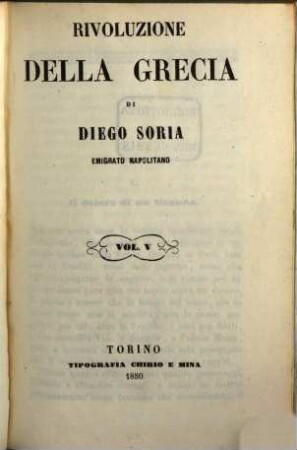 RIVOLUZIONE
DELLA GRECIA
DI
DIEGO SORIA
EMIGRATO NAPOLITANO
VOL. V
TORINO
TIPOGRAFIA CHIRIO E MINA
1850